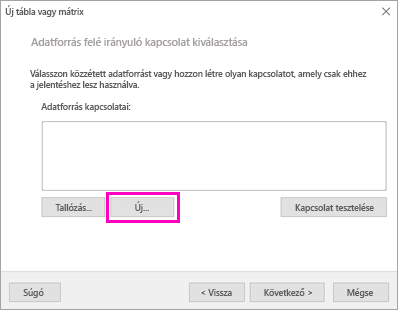 Új tábla vagy mátrix
Adatforrás felé irányuló kapcsolat kiválasztása
Válasszon közzétett adatforrást vagy hozzon létre olyan kapcsolatot, amely csak ehhez
a jelentéshez lesz használva.
Adatforrás kapcsolatai:
Tallózás... Új... Kapcsolat tesztelése
Súgó < Vissza Következő > Mégse